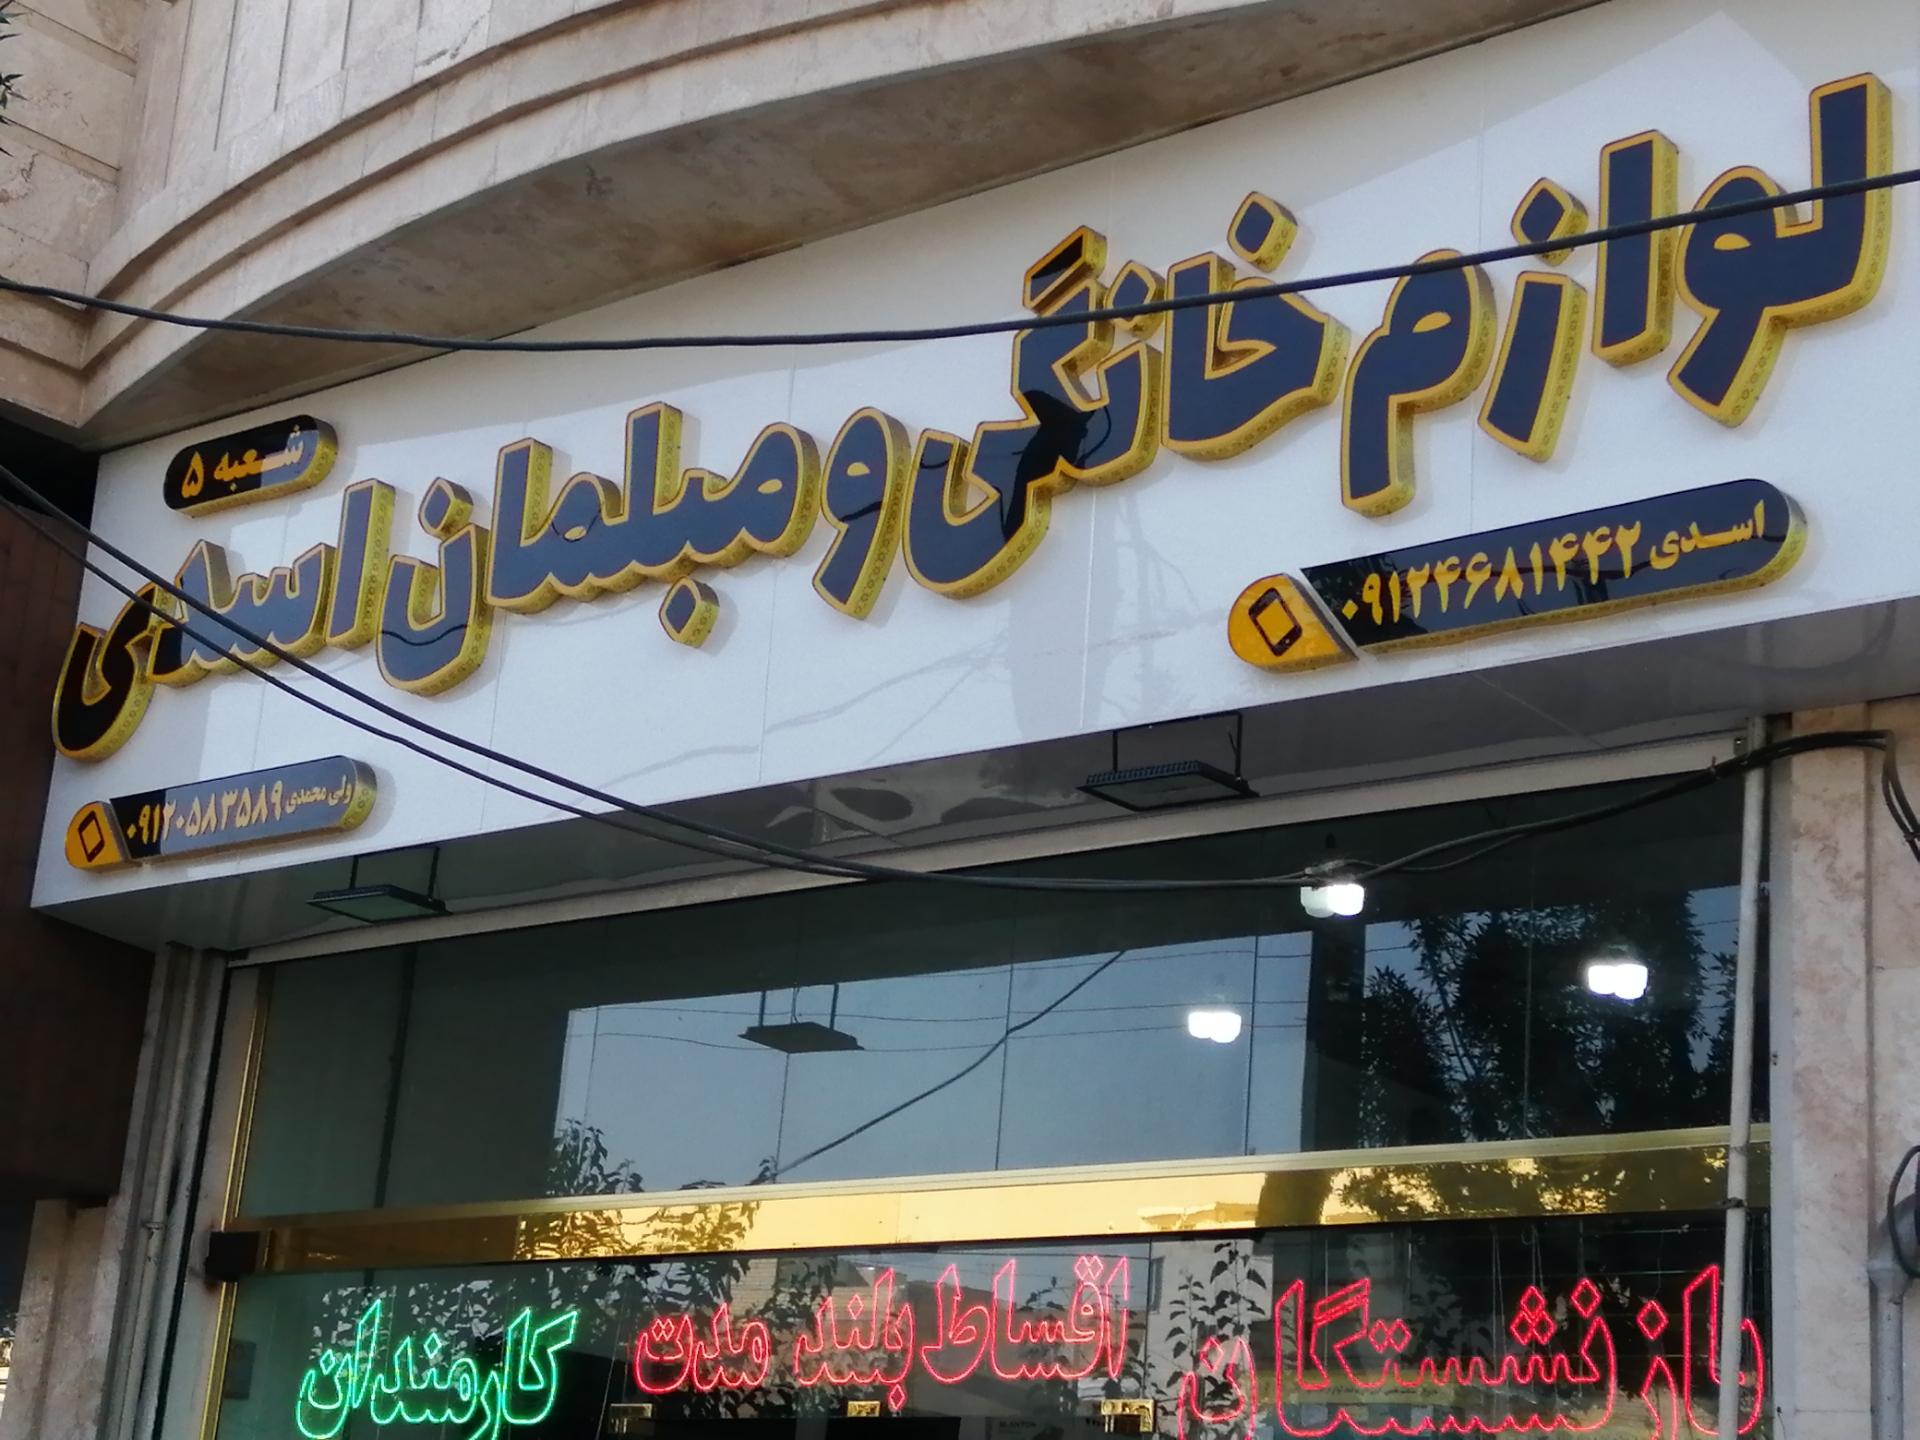 لوازم خانگی و مبلمان اسدی
شعبه ۵
اسدی ۰۹۱۲۴۶۸۱۴۴۲
ولی محمدی ۰۹۱۲۰۵۸۳۵۸۹
بازنشستگان
اقساط بلند مدت
کارمندان